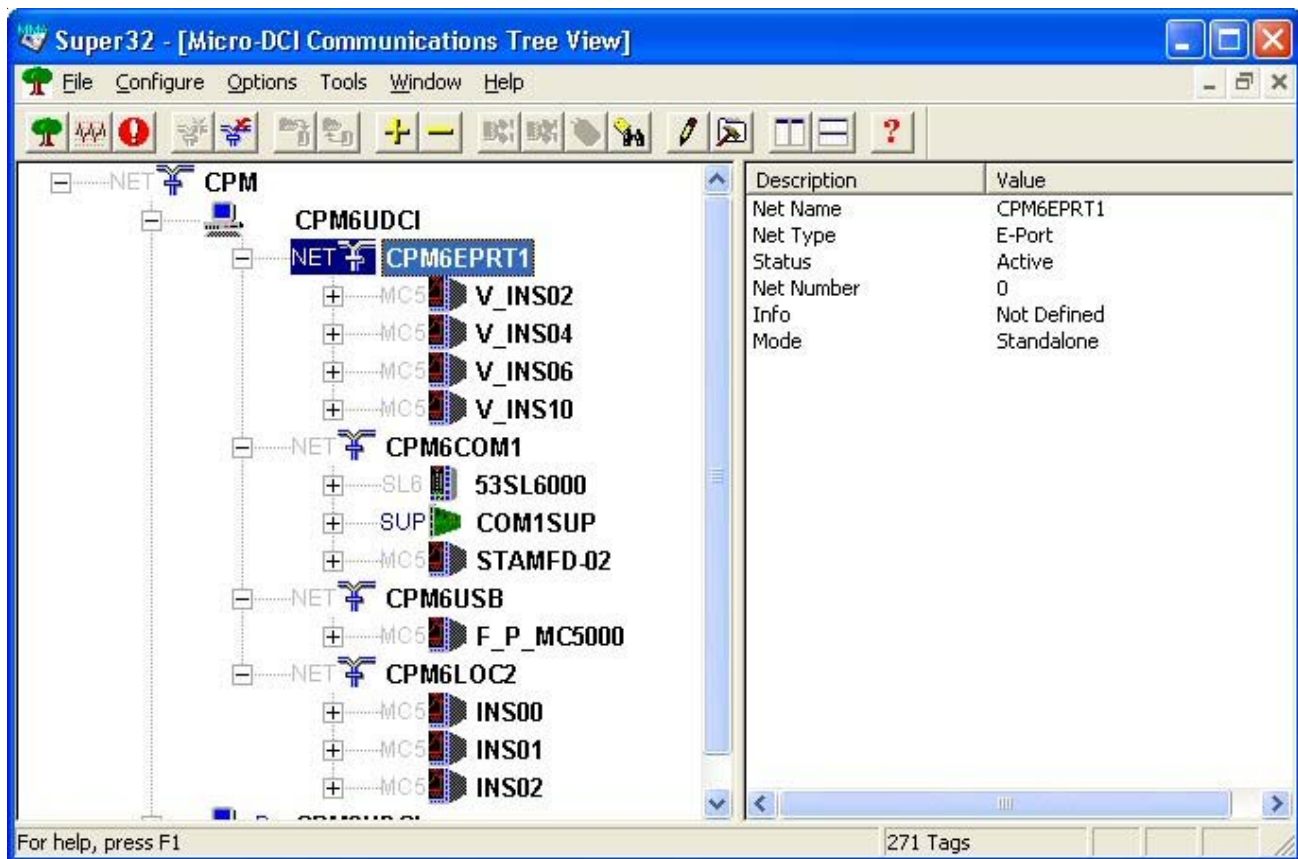 Super32 - [Micro-DCI Communications Tree View]
File Configure Options Tools Window Help
NET CPM
CPM6UDCI
NET CPM6EPRT1
MC5 V_INS02
MC5 V_INS04
MC5 V_INS06
MC5 V_INS10
NET CPM6COM1
SL6 53SL6000
SUP COM1SUP
MC5 STAMFD-02
NET CPM6USB
MC5 F_P_MC5000
NET CPM6LOC2
MC5 INS00
MC5 INS01
MC5 INS02
Description Value
Net Name CPM6EPRT1
Net Type E-Port
Status Active
Net Number 0
Info Not Defined
Mode Standalone
For help, press F1
271 Tags